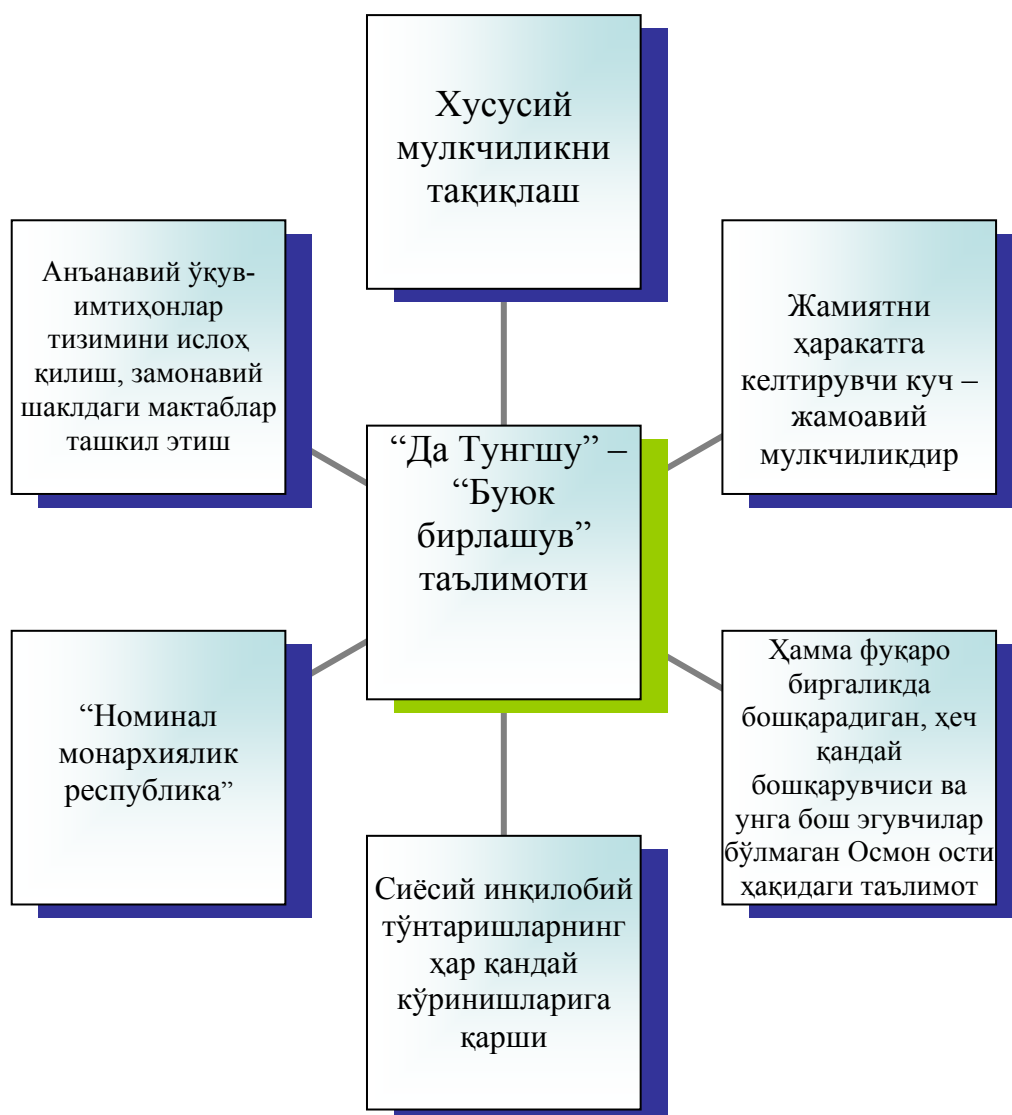 Хусусий
мулкчиликни
тақиқлаш
Анъанавий ўқув-
имтиҳонлар
тизимини ислоҳ
қилиш, замонавий
шаклдаги мактаблар
ташкил этиш
Жамиятни
ҳаракатга
келтирувчи куч –
жамоавий
мулкчиликдир
“Да Тунгшу” –
“Буюк
бирлашув”
таълимоти
“Номинал
монархиялик
республика”
Ҳамма фуқаро
биргаликда
бошқарадиган, ҳеч
қандай
бошқарувчиси ва
унга бош эгувчилар
бўлмаган Осмон ости
ҳақидаги таълимот
Сиёсий инқилобий
тўнтаришларнинг
ҳар қандай
кўринишларига
қарши